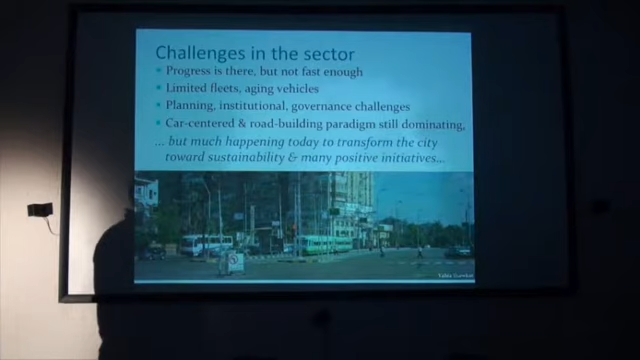 Challenges in the sector
Progress is there, but not fast enough
Limited fleets, aging vehicles
Planning, institutional, governance challenges
Car-centered & road-building paradigm still dominating,
... but much happening today to transform the city
toward sustainability & many positive initiatives...